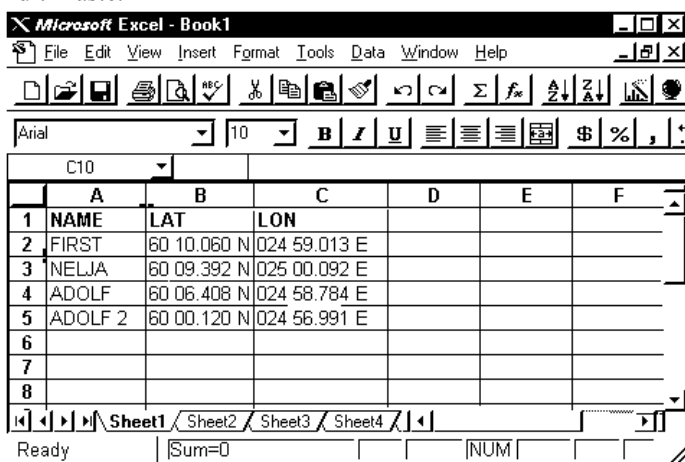 Microsoft Excel - Book1
File Edit View Insert Format Tools Data Window Help
ABC Σ fx A Z Z A
Arial 10 B I U a $ % ,
C10
A B C D E F
1 NAME LAT LON
2 FIRST 60 10.060 N 024 59.013 E
3 NELJA 60 09.392 N 025 00.092 E
4 ADOLF 60 06.408 N 024 58.784 E
5 ADOLF 2 60 00.120 N 024 56.991 E
6
7
8
Sheet1 Sheet2 Sheet3 Sheet4
Ready Sum=0 NUM